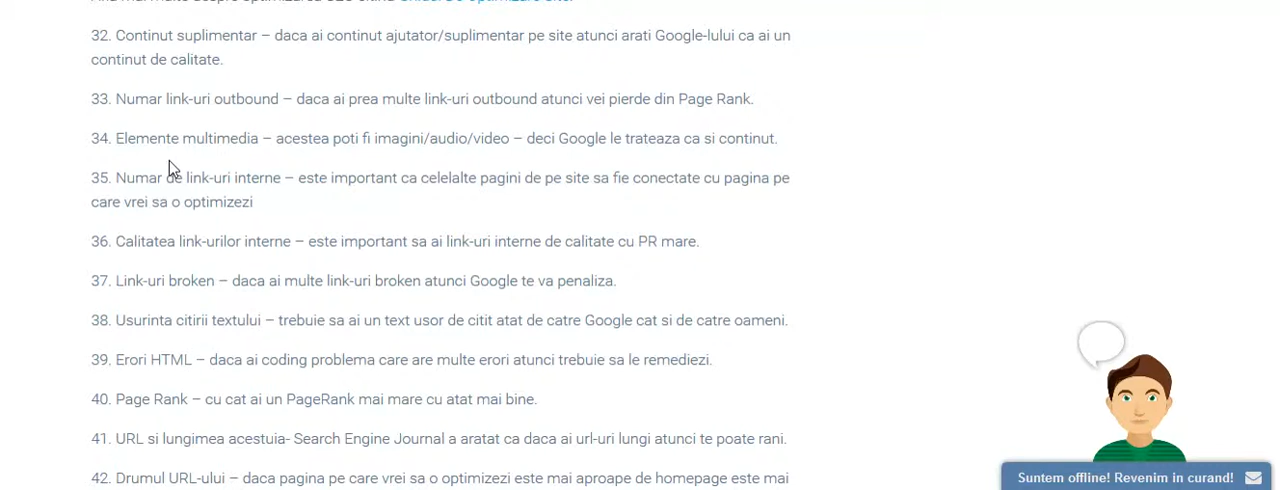 32. Continut suplimentar – daca ai continut ajutator/suplimentar pe site atunci arati Google-lului ca ai un
continut de calitate.
33. Numar link-uri outbound – daca ai prea multe link-uri outbound atunci vei pierde din Page Rank.
34. Elemente multimedia – acestea poti fi imagini/audio/video – deci Google le trateaza ca si continut.
35. Numar de link-uri interne – este important ca celelalte pagini de pe site sa fie conectate cu pagina pe
care vrei sa o optimizezi
36. Calitatea link-urilor interne – este important sa ai link-uri interne de calitate cu PR mare.
37. Link-uri broken – daca ai multe link-uri broken atunci Google te va penaliza.
38. Usurinta citirii textului – trebuie sa ai un text usor de citit atat de catre Google cat si de catre oameni.
39. Erori HTML – daca ai coding problema care are multe erori atunci trebuie sa le remediezi.
40. Page Rank – cu cat ai un PageRank mai mare cu atat mai bine.
41. URL si lungimea acestuia- Search Engine Journal a aratat ca daca ai url-uri lungi atunci te poate rani.
42. Drumul URL-ului – daca pagina pe care vrei sa o optimizezi este mai aproape de homepage este mai
Suntem offline! Revenim in curand!